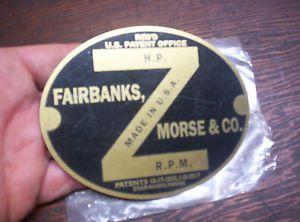 REG'D
U.S. PATENT OFFICE
H.P.
FAIRBANKS,
Z
MADE IN U.S.A.
MORSE & CO.
R.P.M.
PATENTS